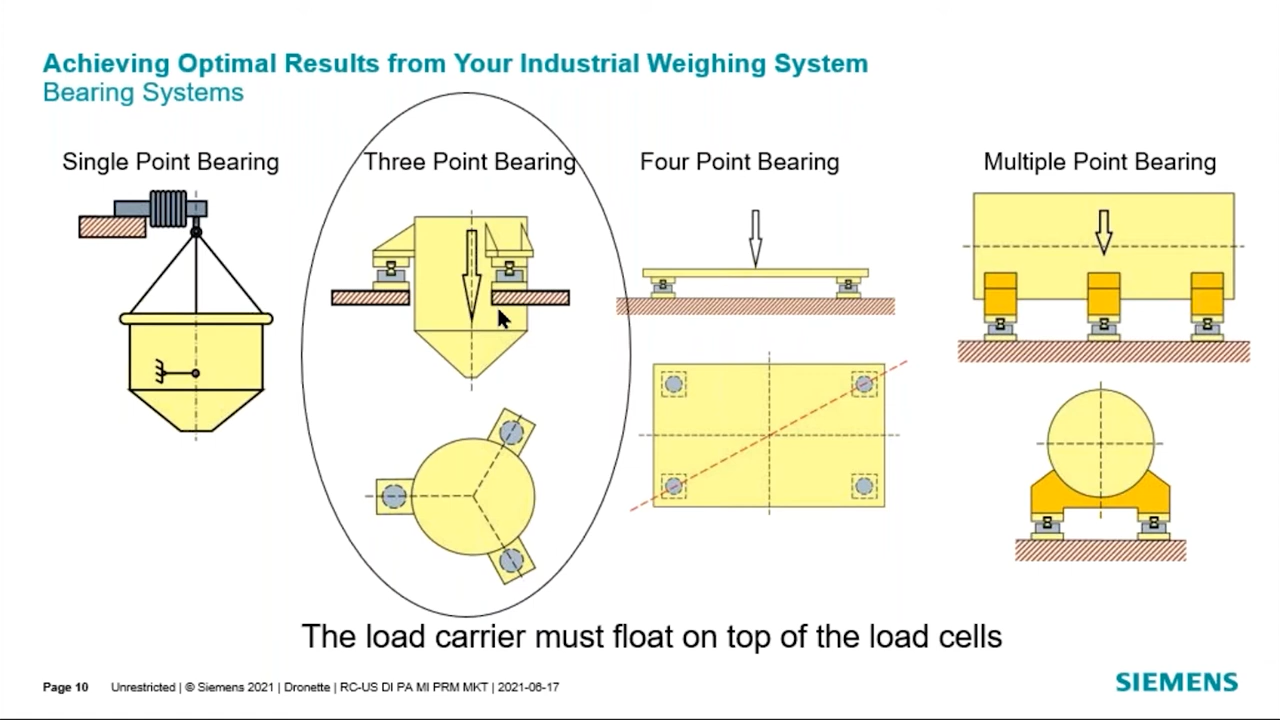 Achieving Optimal Results from Your Industrial Weighing System
Bearing Systems
Single Point Bearing
Three Point Bearing
Four Point Bearing
Multiple Point Bearing
The load carrier must float on top of the load cells
Page 10 Unrestricted | © Siemens 2021 | Dronette | RC-US DI PA MI PRM MKT | 2021-06-17
SIEMENS